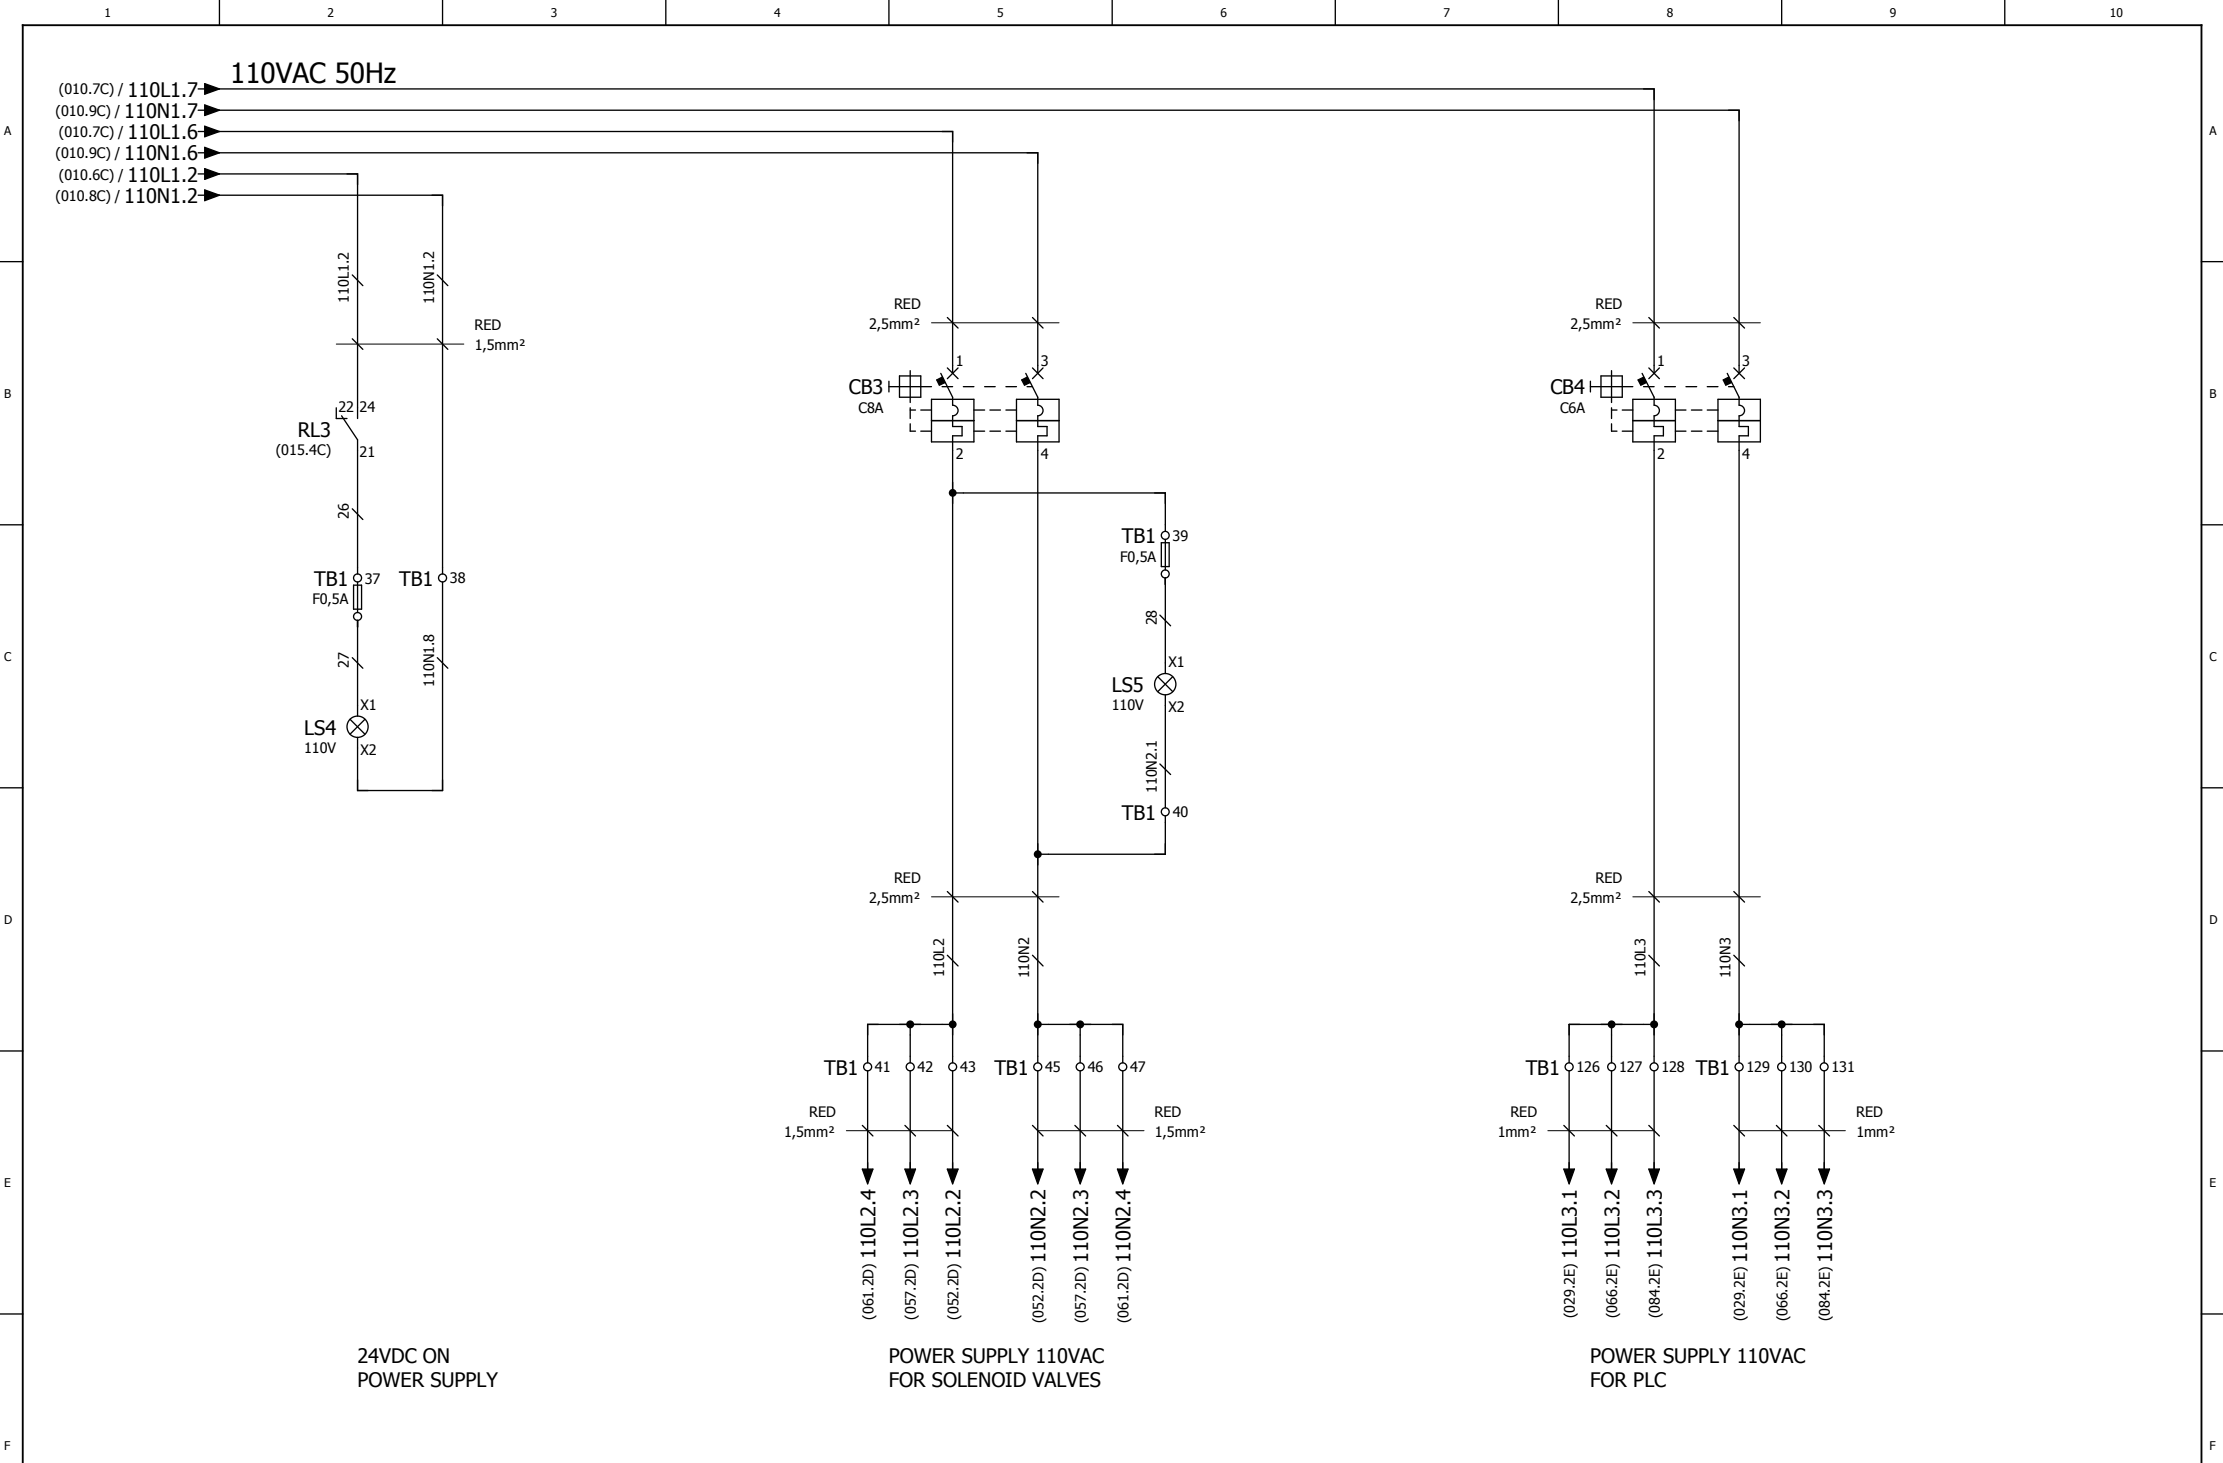 1 2 3 4 5 6 7 8 9 10
110VAC 50Hz
(010.7C) / 110L1.7
(010.9C) / 110N1.7
A A
(010.7C) / 110L1.6
(010.9C) / 110N1.6
(010.6C) / 110L1.2
(010.8C) / 110N1.2
110L1.2
110N1.2
RED
1,5mm²
RED
2,5mm²
RED
2,5mm²
B B
22 24
RL3
(015.4C)
21
26
CB3
C8A
1 3
2 4
CB4
C6A
1 3
2 4
TB1 37
F0,5A
TB1 38
TB1 39
F0,5A
28
C C
27
110N1.8
X1
LS4
110V
X2
X1
LS5
110V
X2
110N2.1
TB1 40
RED
2,5mm²
RED
2,5mm²
D D
110L2
110N2
110L3
110N3
TB1 41 42 43 TB1 45 46 47
TB1 126 127 128 TB1 129 130 131
RED
1,5mm²
RED
1,5mm²
RED
1mm²
RED
1mm²
E E
(061.2D) 110L2.4
(057.2D) 110L2.3
(052.2D) 110L2.2
(052.2D) 110N2.2
(057.2D) 110N2.3
(061.2D) 110N2.4
(029.2E) 110L3.1
(066.2E) 110L3.2
(084.2E) 110L3.3
(029.2E) 110N3.1
(066.2E) 110N3.2
(084.2E) 110N3.3
24VDC ON
POWER SUPPLY
POWER SUPPLY 110VAC
FOR SOLENOID VALVES
POWER SUPPLY 110VAC
FOR PLC
F F